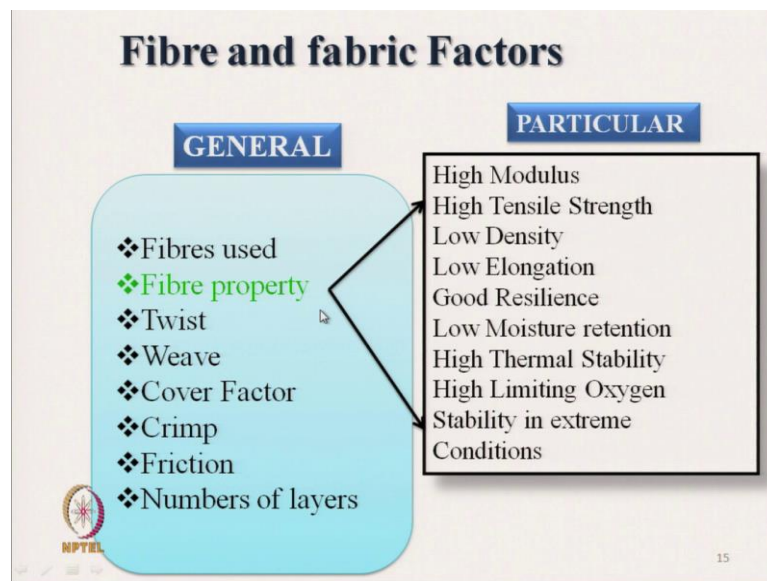 Fibre and fabric Factors
GENERAL
❖Fibres used
❖Fibre property
❖Twist
❖Weave
❖Cover Factor
❖Crimp
❖Friction
❖Numbers of layers
PARTICULAR
High Modulus
High Tensile Strength
Low Density
Low Elongation
Good Resilience
Low Moisture retention
High Thermal Stability
High Limiting Oxygen
Stability in extreme
Conditions
NPTEL
15